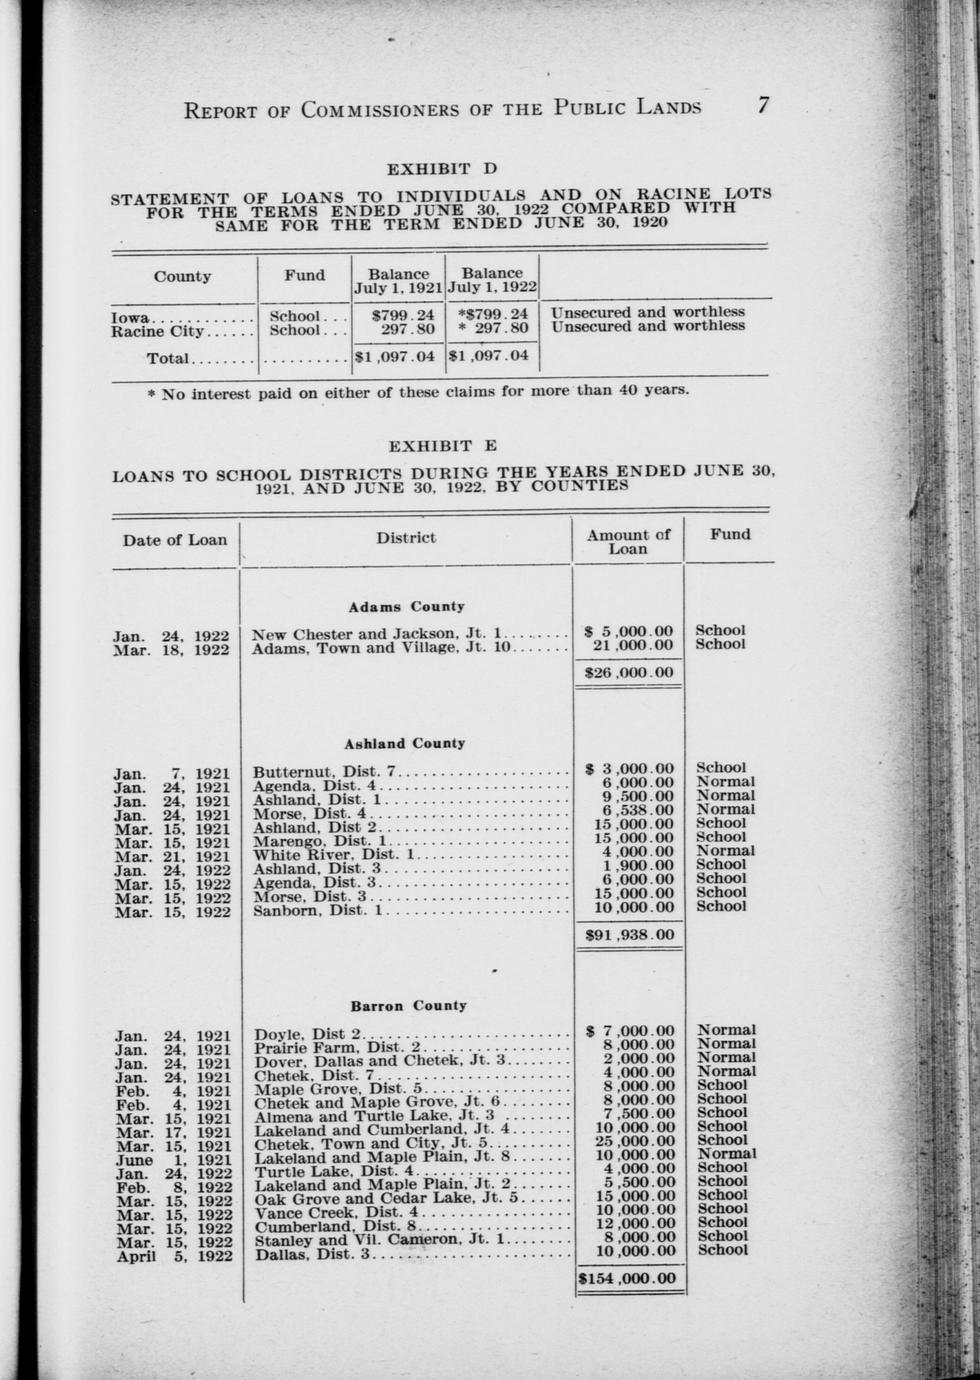 REPORT OF COMMISSIONERS OF THE PUBLIC LANDS 7
EXHIBIT D
STATEMENT OF LOANS TO INDIVIDUALS AND ON RACINE LOTS
FOR THE TERMS ENDED JUNE 30, 1922 COMPARED WITH
SAME FOR THE TERM ENDED JUNE 30, 1920
County Fund Balance July 1, 1921 Balance July 1, 1922
Iowa............ School... $799.24 *$799.24 Unsecured and worthless
Racine City...... School... 297.80 * 297.80 Unsecured and worthless
Total........ .......... $1,097.04 $1,097.04
* No interest paid on either of these claims for more than 40 years.
EXHIBIT E
LOANS TO SCHOOL DISTRICTS DURING THE YEARS ENDED JUNE 30,
1921, AND JUNE 30, 1922, BY COUNTIES
Date of Loan District Amount of Loan Fund
Adams County
Jan. 24, 1922 New Chester and Jackson, Jt. 1........ $ 5,000.00 School
Mar. 18, 1922 Adams, Town and Village, Jt. 10....... 21,000.00 School
$26,000.00
Ashland County
Jan. 7, 1921 Butternut, Dist. 7..................... $ 3,000.00 School
Jan. 24, 1921 Agenda, Dist. 4....................... 6,000.00 Normal
Jan. 24, 1921 Ashland, Dist. 1....................... 9,500.00 Normal
Jan. 24, 1921 Morse, Dist. 4........................ 6,538.00 Normal
Mar. 15, 1921 Ashland, Dist 2....................... 15,000.00 School
Mar. 15, 1921 Marengo, Dist. 1...................... 15,000.00 School
Mar. 21, 1921 White River, Dist. 1................... 4,000.00 Normal
Jan. 24, 1922 Ashland, Dist. 3....................... 1,900.00 School
Mar. 15, 1922 Agenda, Dist. 3....................... 6,000.00 School
Mar. 15, 1922 Morse, Dist. 3........................ 15,000.00 School
Mar. 15, 1922 Sanborn, Dist. 1....................... 10,000.00 School
$91,938.00
Barron County
Jan. 24, 1921 Doyle, Dist 2......................... $ 7,000.00 Normal
Jan. 24, 1921 Prairie Farm, Dist. 2.................. 8,000.00 Normal
Jan. 24, 1921 Dover, Dallas and Chetek, Jt. 3........ 2,000.00 Normal
Jan. 24, 1921 Chetek, Dist. 7........................ 4,000.00 Normal
Feb. 4, 1921 Maple Grove, Dist. 5.................. 8,000.00 School
Feb. 4, 1921 Chetek and Maple Grove, Jt. 6........ 8,000.00 School
Mar. 15, 1921 Almena and Turtle Lake, Jt. 3 ........ 7,500.00 School
Mar. 17, 1921 Lakeland and Cumberland, Jt. 4....... 10,000.00 School
Mar. 15, 1921 Chetek, Town and City, Jt. 5.......... 25,000.00 School
June 1, 1921 Lakeland and Maple Plain, Jt. 8....... 10,000.00 Normal
Jan. 24, 1922 Turtle Lake, Dist. 4................... 4,000.00 School
Feb. 8, 1922 Lakeland and Maple Plain, Jt. 2....... 5,500.00 School
Mar. 15, 1922 Oak Grove and Cedar Lake, Jt. 5...... 15,000.00 School
Mar. 15, 1922 Vance Creek, Dist. 4.................. 10,000.00 School
Mar. 15, 1922 Cumberland, Dist. 8................... 12,000.00 School
Mar. 15, 1922 Stanley and Vil. Cameron, Jt. 1........ 8,000.00 School
April 5, 1922 Dallas, Dist. 3........................ 10,000.00 School
$154,000.00